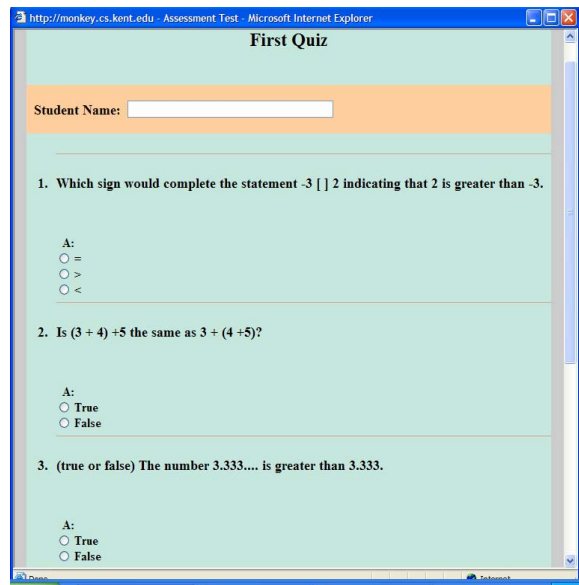 http://monkey.cs.kent.edu - Assessment Test - Microsoft Internet Explorer
First Quiz
Student Name:
1. Which sign would complete the statement -3 [ ] 2 indicating that 2 is greater than -3.
A:
=
>
<
2. Is (3 + 4) +5 the same as 3 + (4 +5)?
A:
True
False
3. (true or false) The number 3.333.... is greater than 3.333.
A:
True
False
Done
Internet